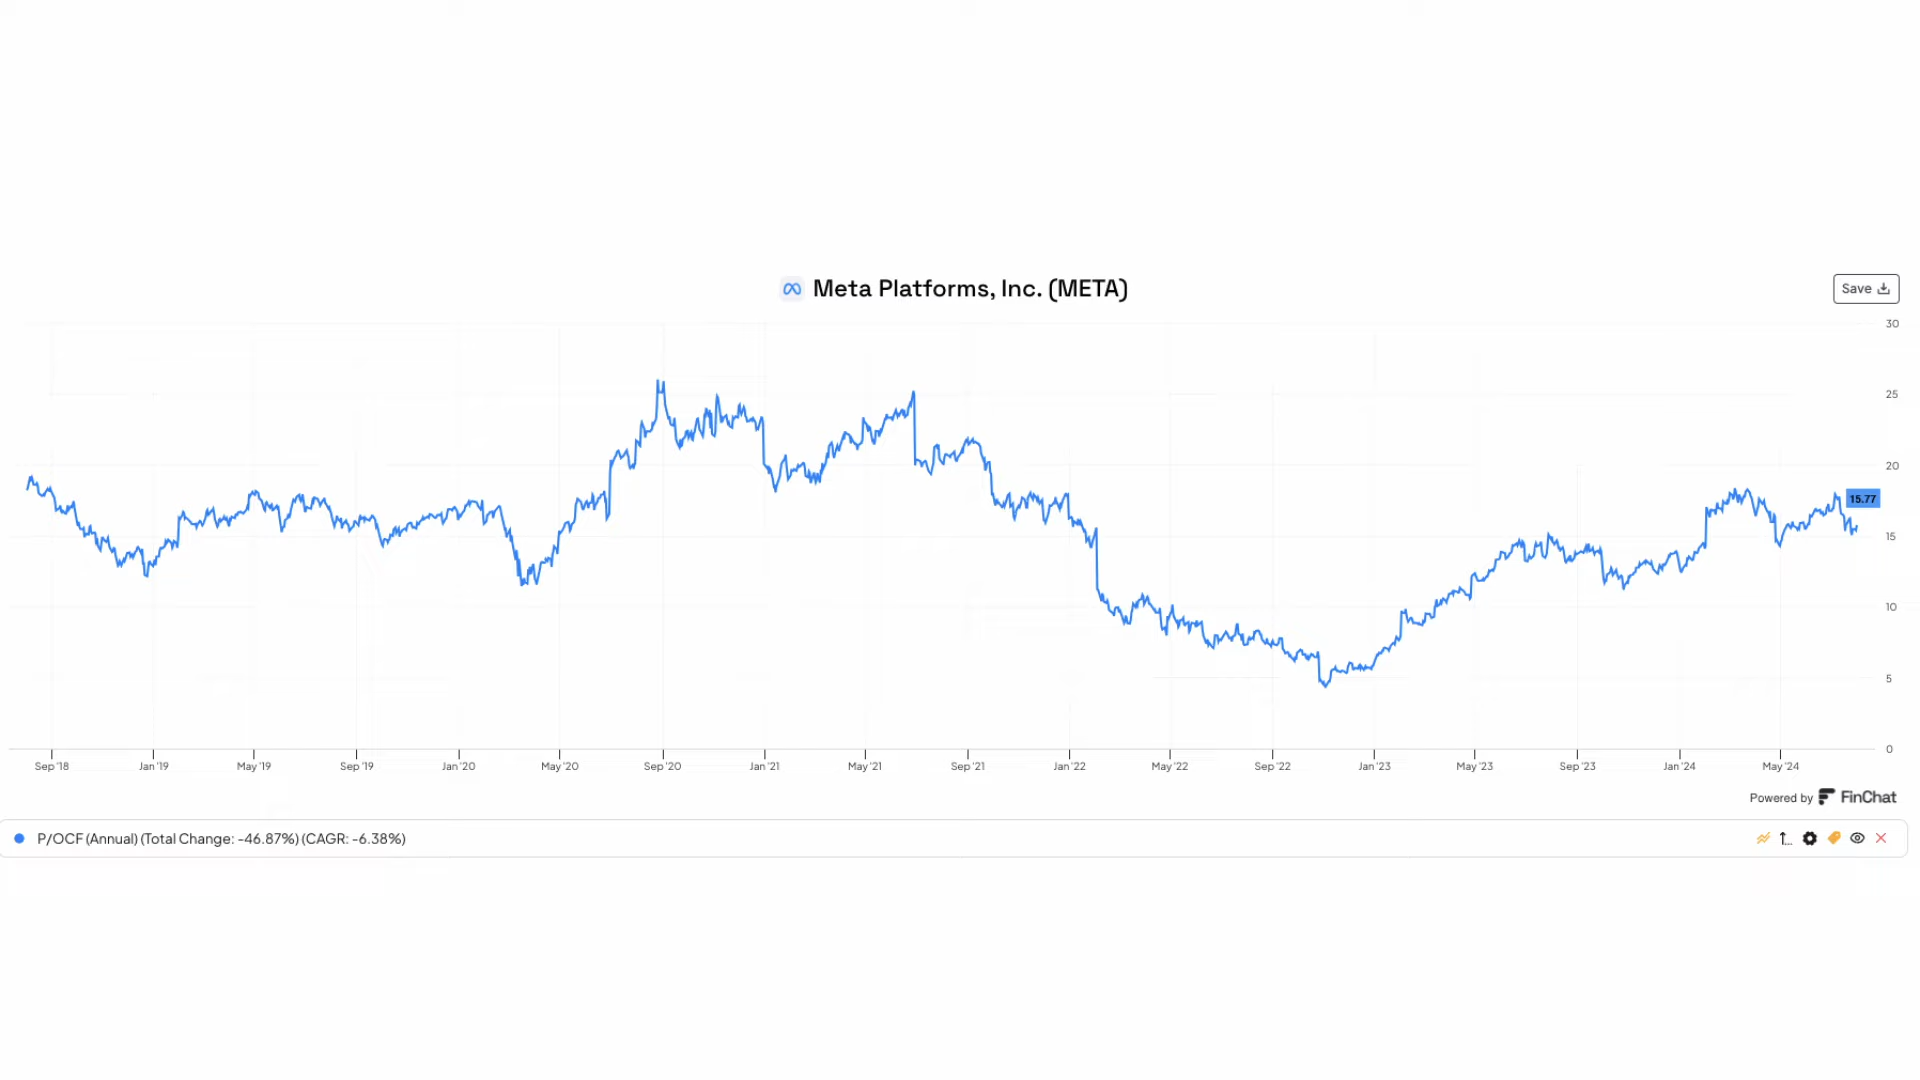 Meta Platforms, Inc. (META)
Save
30
25
20
15.77
15
10
5
0
Sep '18 Jan '19 May '19 Sep '19 Jan '20 May '20 Sep '20 Jan '21 May '21 Sep '21 Jan '22 May '22 Sep '22 Jan '23 May '23 Sep '23 Jan '24 May '24
Powered by FinChat
P/OCF (Annual) (Total Change: -46.87%) (CAGR: -6.38%)